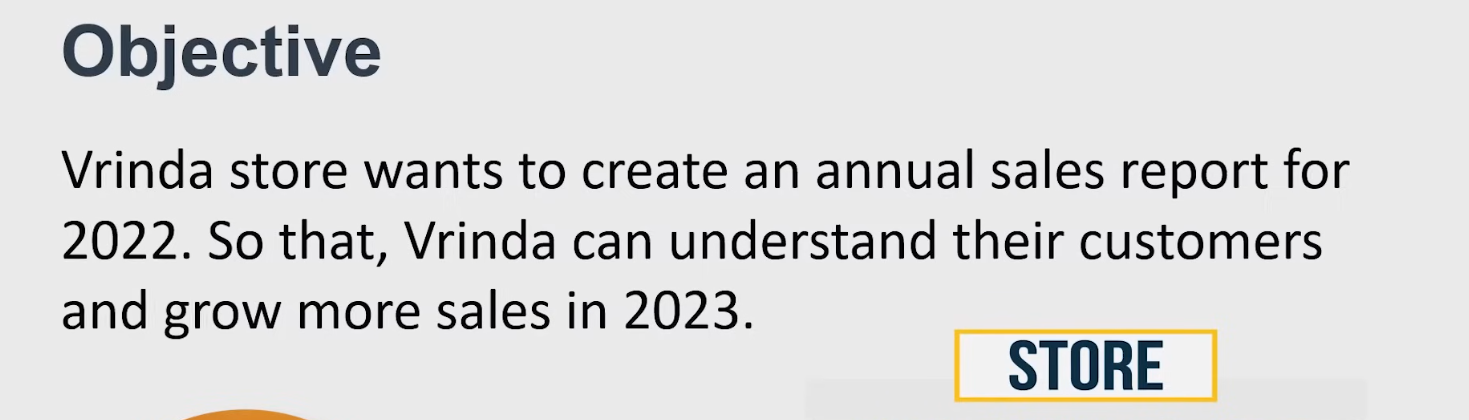 Objective
Vrinda store wants to create an annual sales report for
2022. So that, Vrinda can understand their customers
and grow more sales in 2023.
STORE